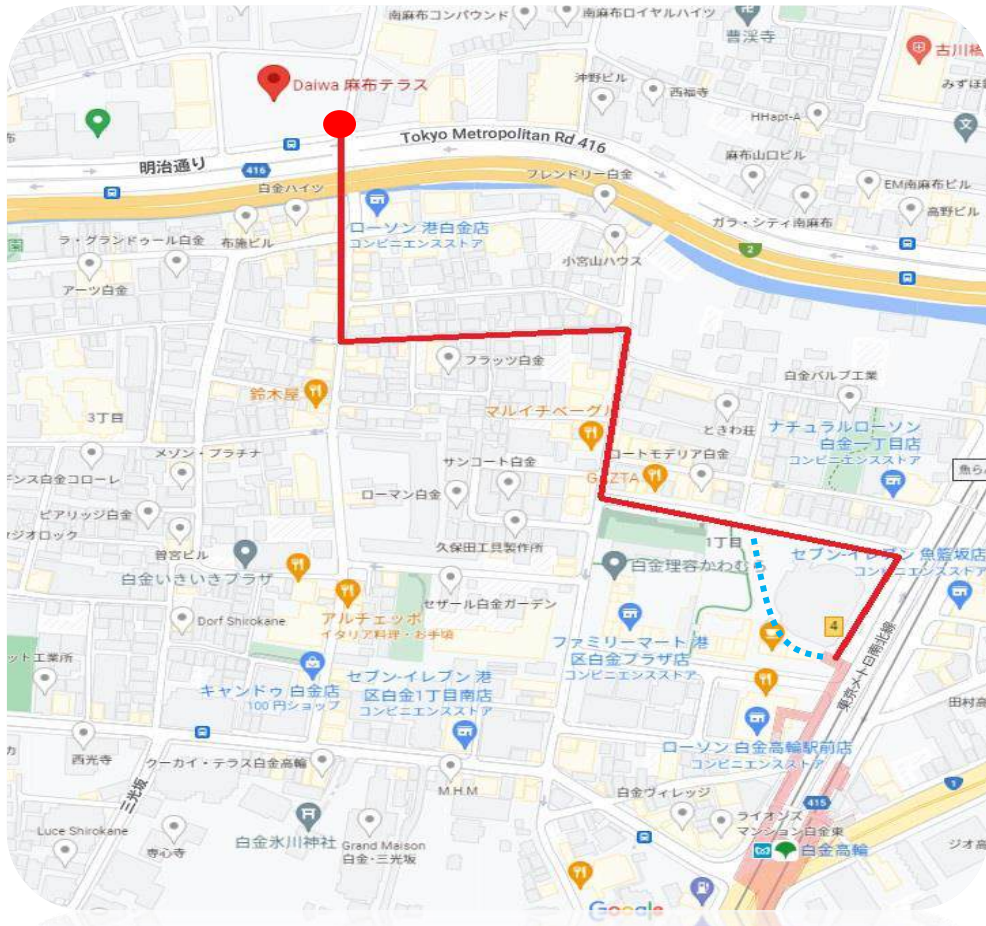 南麻布コンパウンド
南麻布ロイヤルハイツ
曹渓寺
古川橋
Daiwa 麻布テラス
沖野ビル
西福寺
みずほ
HHapt-A
Tokyo Metropolitan Rd 416
明治通り
416
麻布山口ビル
フレンドリー白金
白金ハイツ
EM南麻布ビル
高野ビル
ローソン 港白金店
コンビニエンスストア
ガラ・シティ南麻布
ラ・グランドゥール白金
布施ビル
2
小宮山ハウス
アーツ白金
フラッツ白金
白金バルブ工業
鈴木屋
マルイチベーグル
3丁目
ときわ荘
ナチュラルローソン
白金一丁目店
コンビニエンスストア
メゾン・プラチナ
サンコート白金
コートモデリア白金
魚ら
デンス白金コローレ
ローマン白金
GAZTA
ピアリッジ白金
タジオロック
久保田工具製作所
1丁目
セブン-イレブン 魚籃坂店
コンビニエンスストア
曽宮ビル
白金いきいきプラザ
白金理容かわむ
セザール白金ガーデン
Dorf Shirokane
アルチェッポ
イタリア料理・お手頃
4
ファミリーマート 港
区白金プラザ店
コンビニエンスストア
ット工業所
東京メトロ南北線
キャンドゥ 白金店
100 円ショップ
セブン-イレブン 港
区白金1丁目南店
コンビニエンスストア
田村高
ローソン 白金高輪駅前店
コンビニエンスストア
西光寺
クーカイ・テラス白金高輪
三光坂
M.H.M
白金ヴィレッジ
415
1
ライオンズ
マンション白金東
Luce Shirokane
専心寺
白金氷川神社
Grand Maison
白金・三光坂
白金高輪
ジオ高
Google